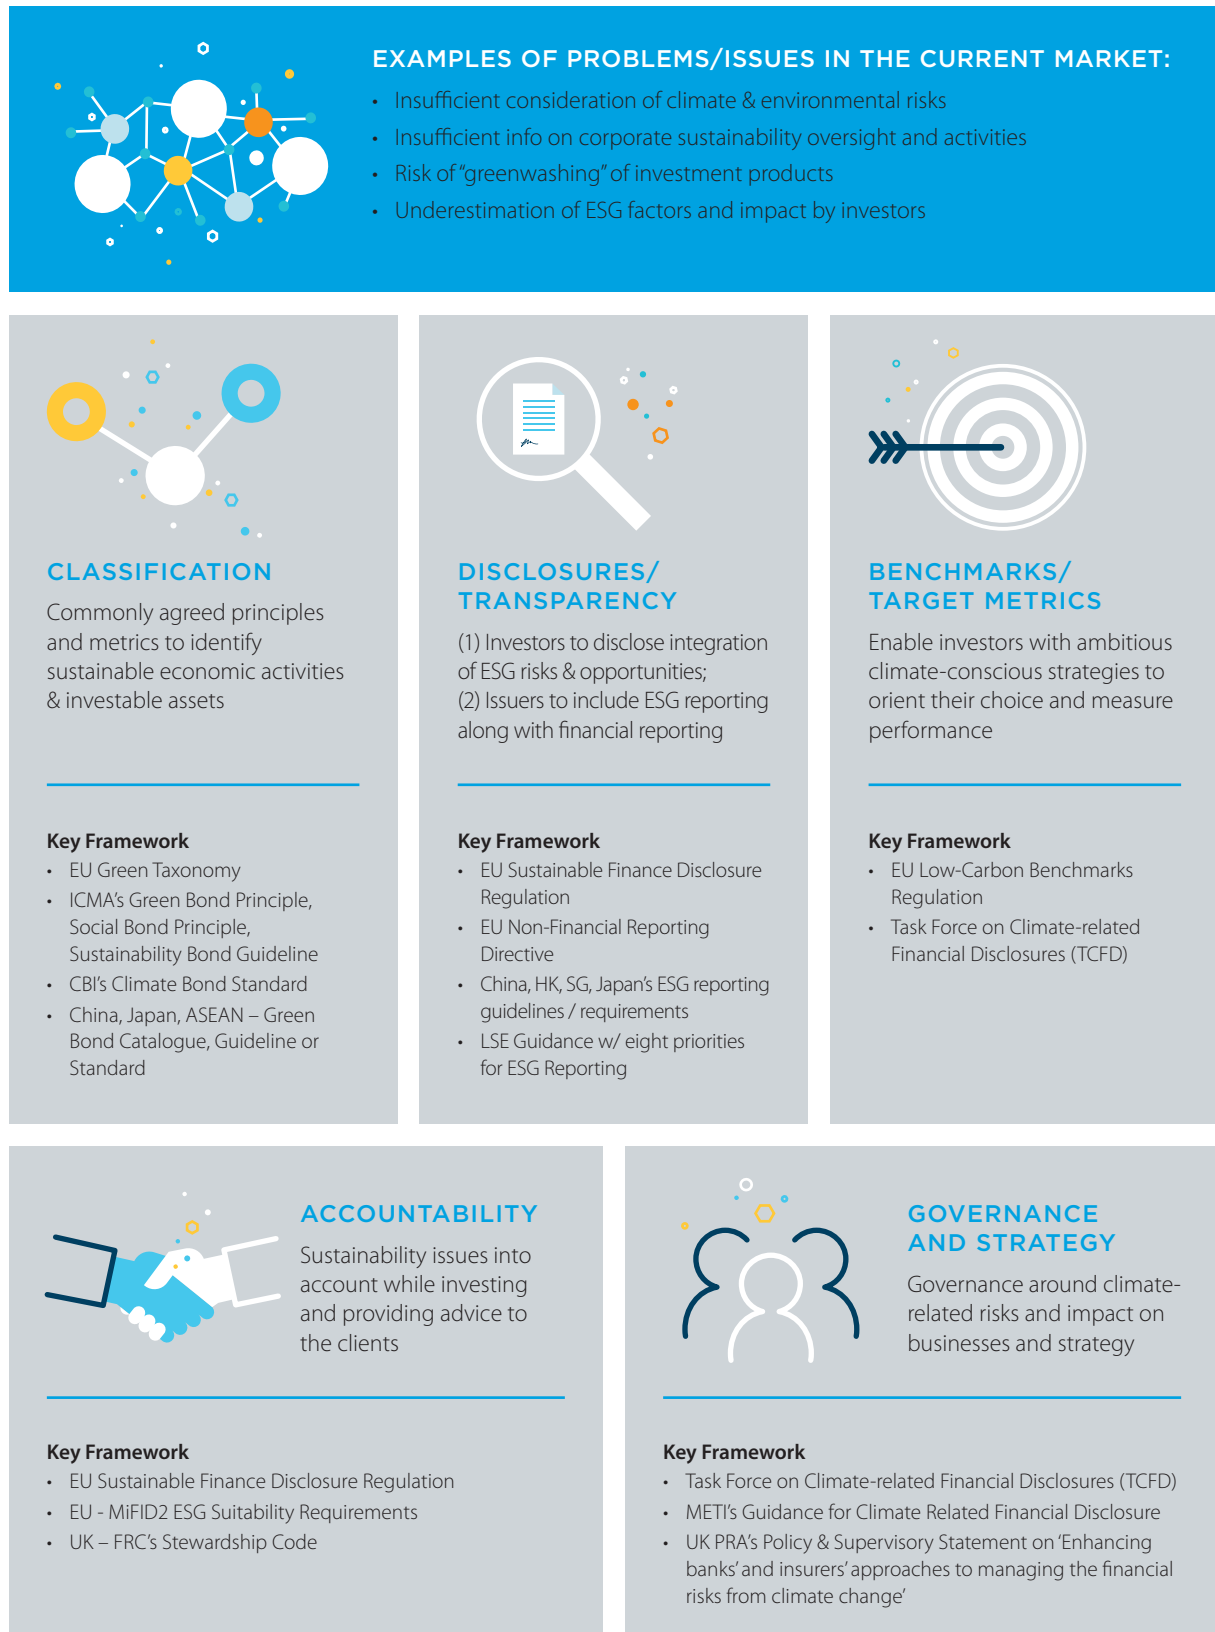 EXAMPLES OF PROBLEMS/ISSUES IN THE CURRENT MARKET:
• Insufficient consideration of climate & environmental risks
• Insufficient info on corporate sustainability oversight and activities
• Risk of “greenwashing” of investment products
• Underestimation of ESG factors and impact by investors
CLASSIFICATION
Commonly agreed principles
and metrics to identify
sustainable economic activities
& investable assets
Key Framework
• EU Green Taxonomy
• ICMA’s Green Bond Principle,
Social Bond Principle,
Sustainability Bond Guideline
• CBI’s Climate Bond Standard
• China, Japan, ASEAN – Green
Bond Catalogue, Guideline or
Standard
DISCLOSURES/
TRANSPARENCY
(1) Investors to disclose integration
of ESG risks & opportunities;
(2) Issuers to include ESG reporting
along with financial reporting
Key Framework
• EU Sustainable Finance Disclosure
Regulation
• EU Non-Financial Reporting
Directive
• China, HK, SG, Japan’s ESG reporting
guidelines / requirements
• LSE Guidance w/ eight priorities
for ESG Reporting
BENCHMARKS/
TARGET METRICS
Enable investors with ambitious
climate-conscious strategies to
orient their choice and measure
performance
Key Framework
• EU Low-Carbon Benchmarks
Regulation
• Task Force on Climate-related
Financial Disclosures (TCFD)
ACCOUNTABILITY
Sustainability issues into
account while investing
and providing advice to
the clients
Key Framework
• EU Sustainable Finance Disclosure Regulation
• EU - MiFID2 ESG Suitability Requirements
• UK – FRC’s Stewardship Code
GOVERNANCE
AND STRATEGY
Governance around climate-
related risks and impact on
businesses and strategy
Key Framework
• Task Force on Climate-related Financial Disclosures (TCFD)
• METI’s Guidance for Climate Related Financial Disclosure
• UK PRA’s Policy & Supervisory Statement on ‘Enhancing
banks’ and insurers’ approaches to managing the financial
risks from climate change’